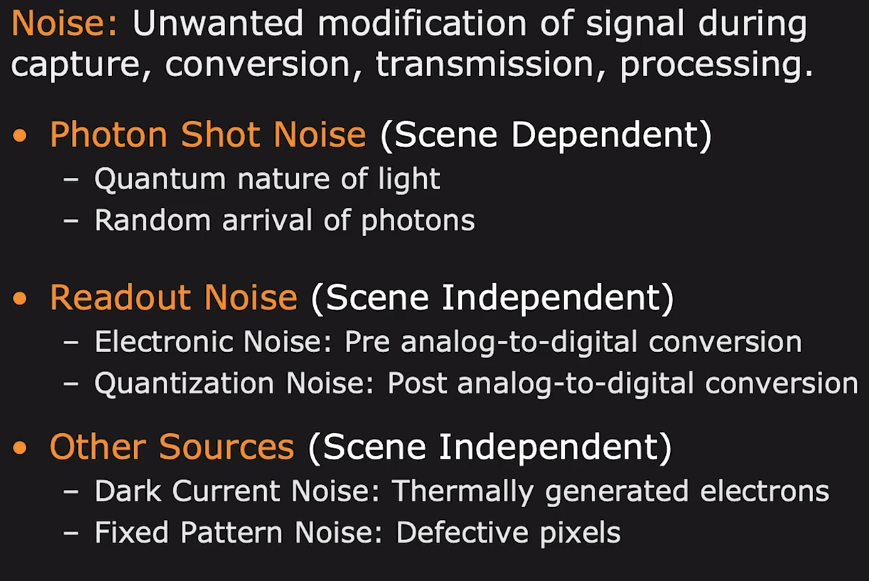 Noise: Unwanted modification of signal during
capture, conversion, transmission, processing.
• Photon Shot Noise (Scene Dependent)
– Quantum nature of light
– Random arrival of photons
• Readout Noise (Scene Independent)
– Electronic Noise: Pre analog-to-digital conversion
– Quantization Noise: Post analog-to-digital conversion
• Other Sources (Scene Independent)
– Dark Current Noise: Thermally generated electrons
– Fixed Pattern Noise: Defective pixels